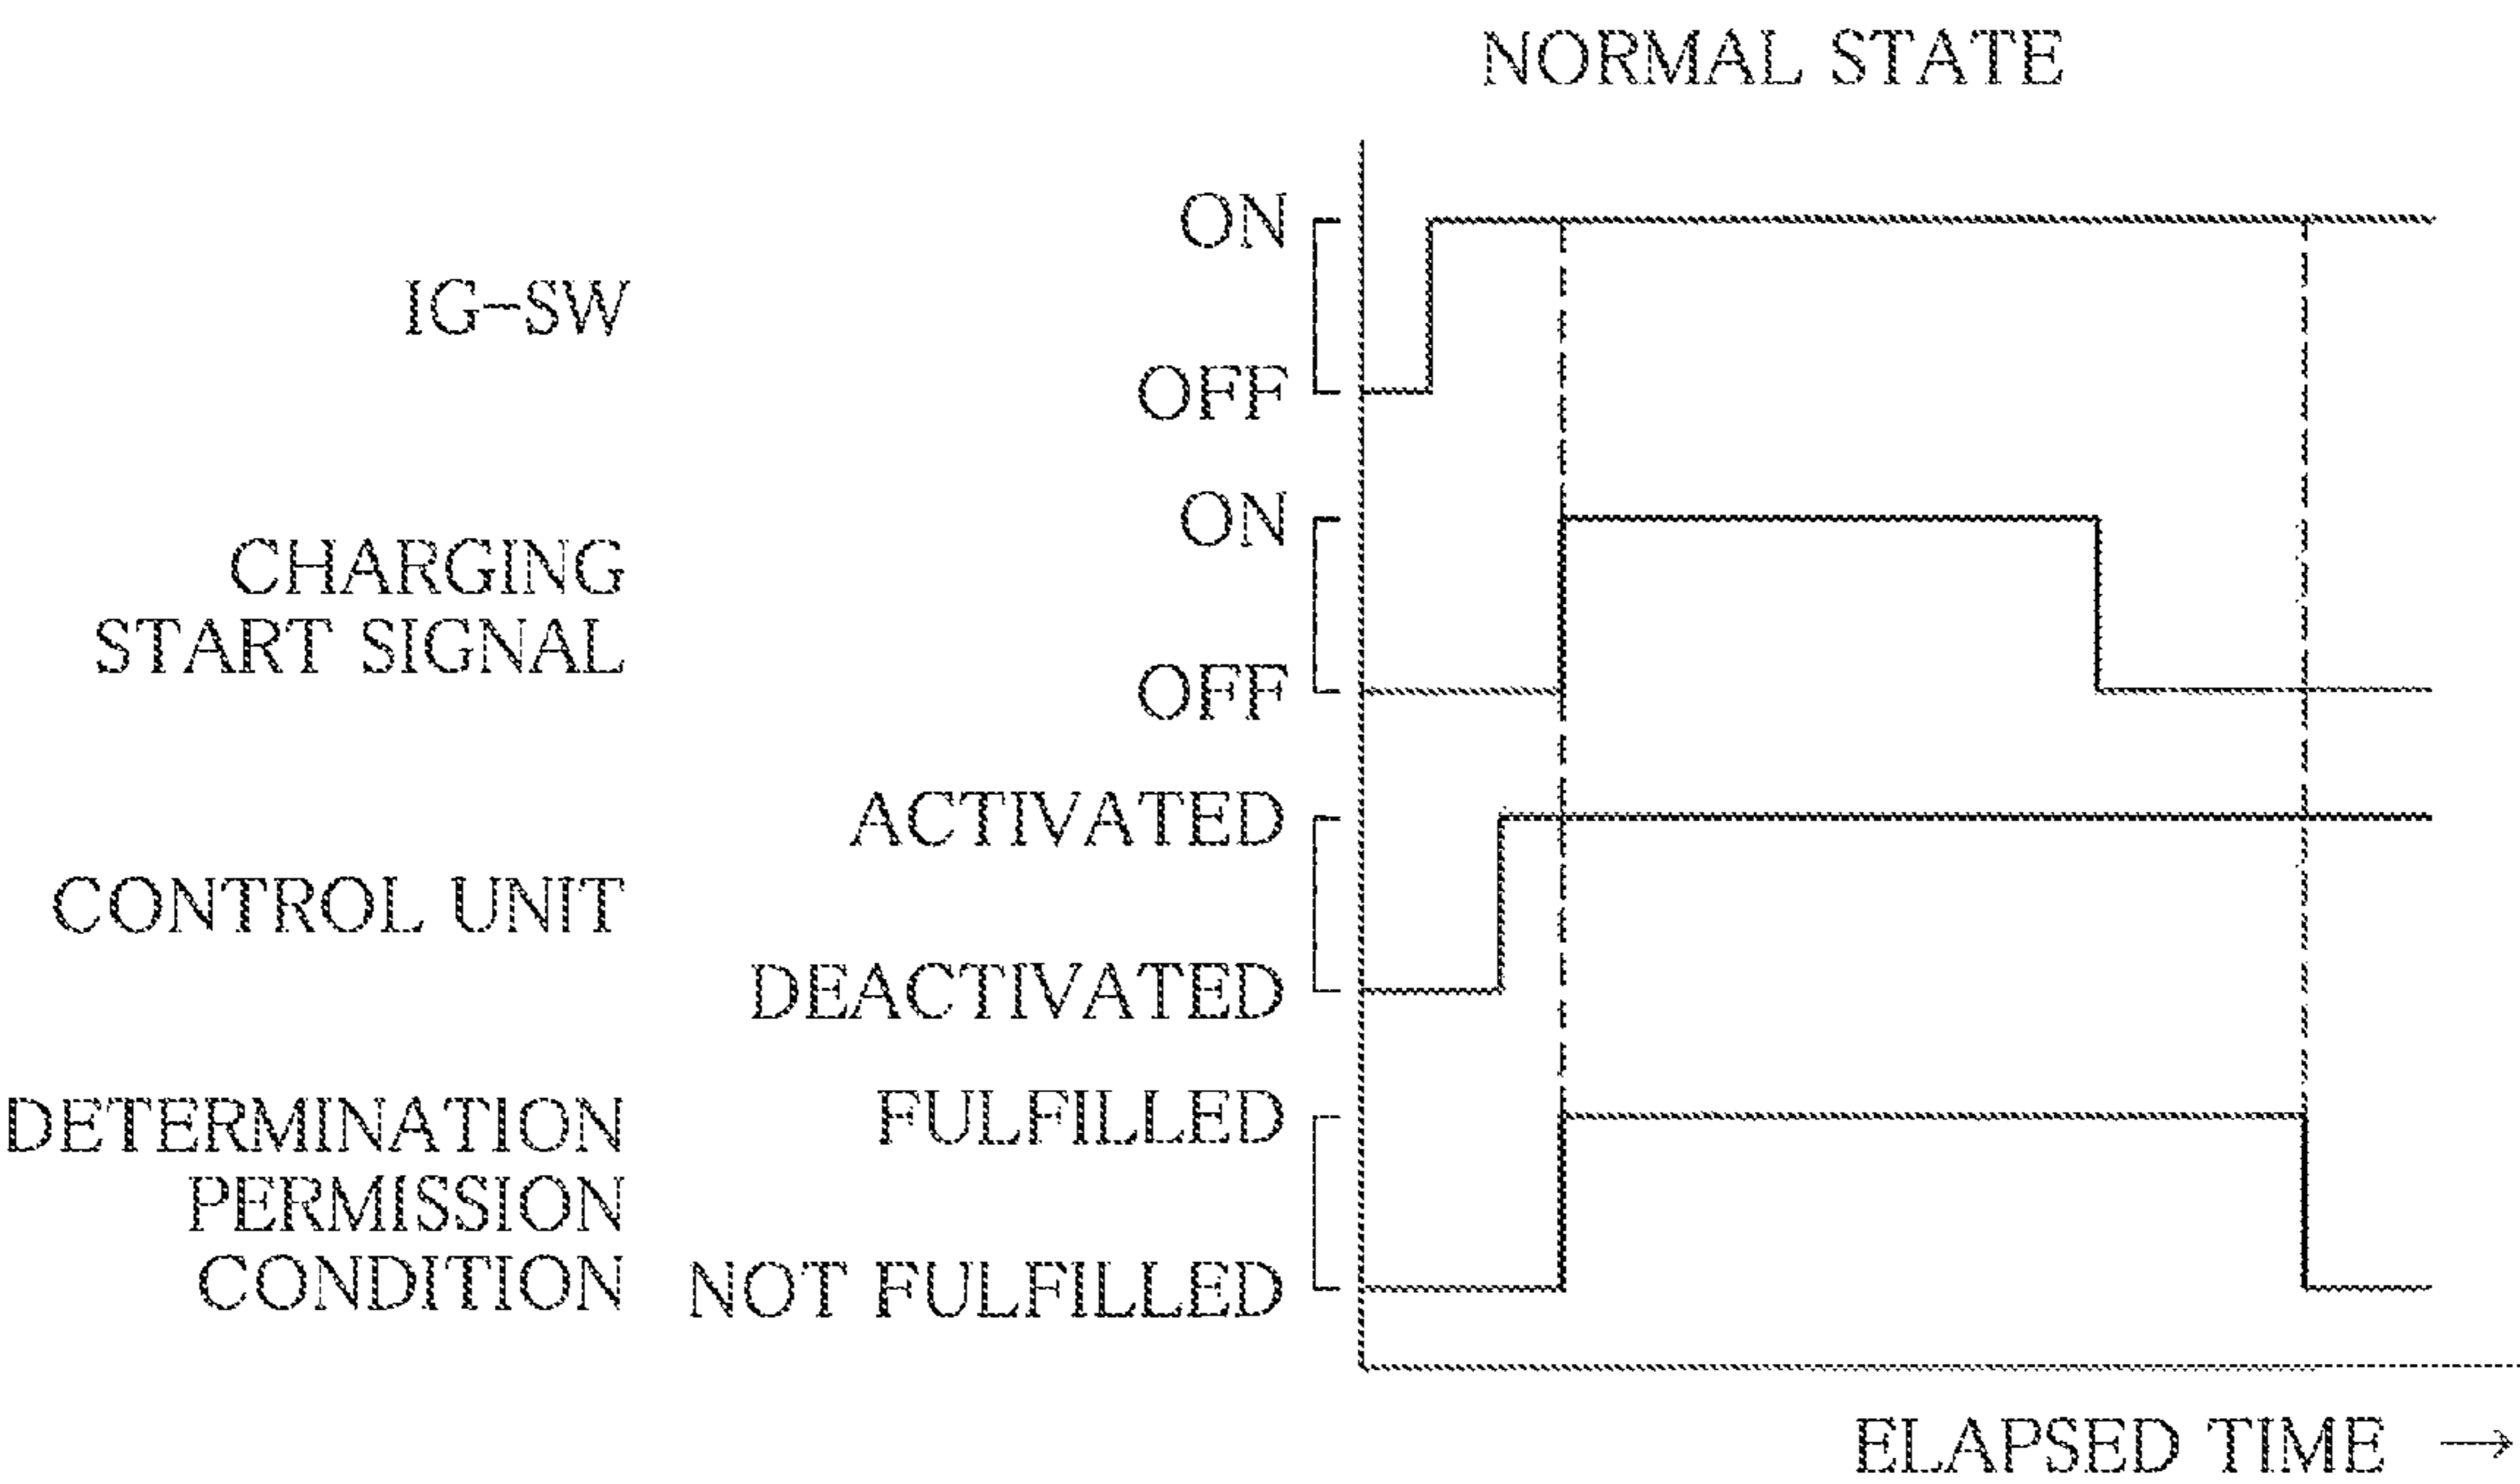 NORMAL STATE
ON
IG-SW
OFF
ON
CHARGING
START SIGNAL
OFF
ACTIVATED
CONTROL UNIT
DEACTIVATED
FULFILLED
DETERMINATION
PERMISSION
CONDITION
NOT FULFILLED
ELAPSED TIME →